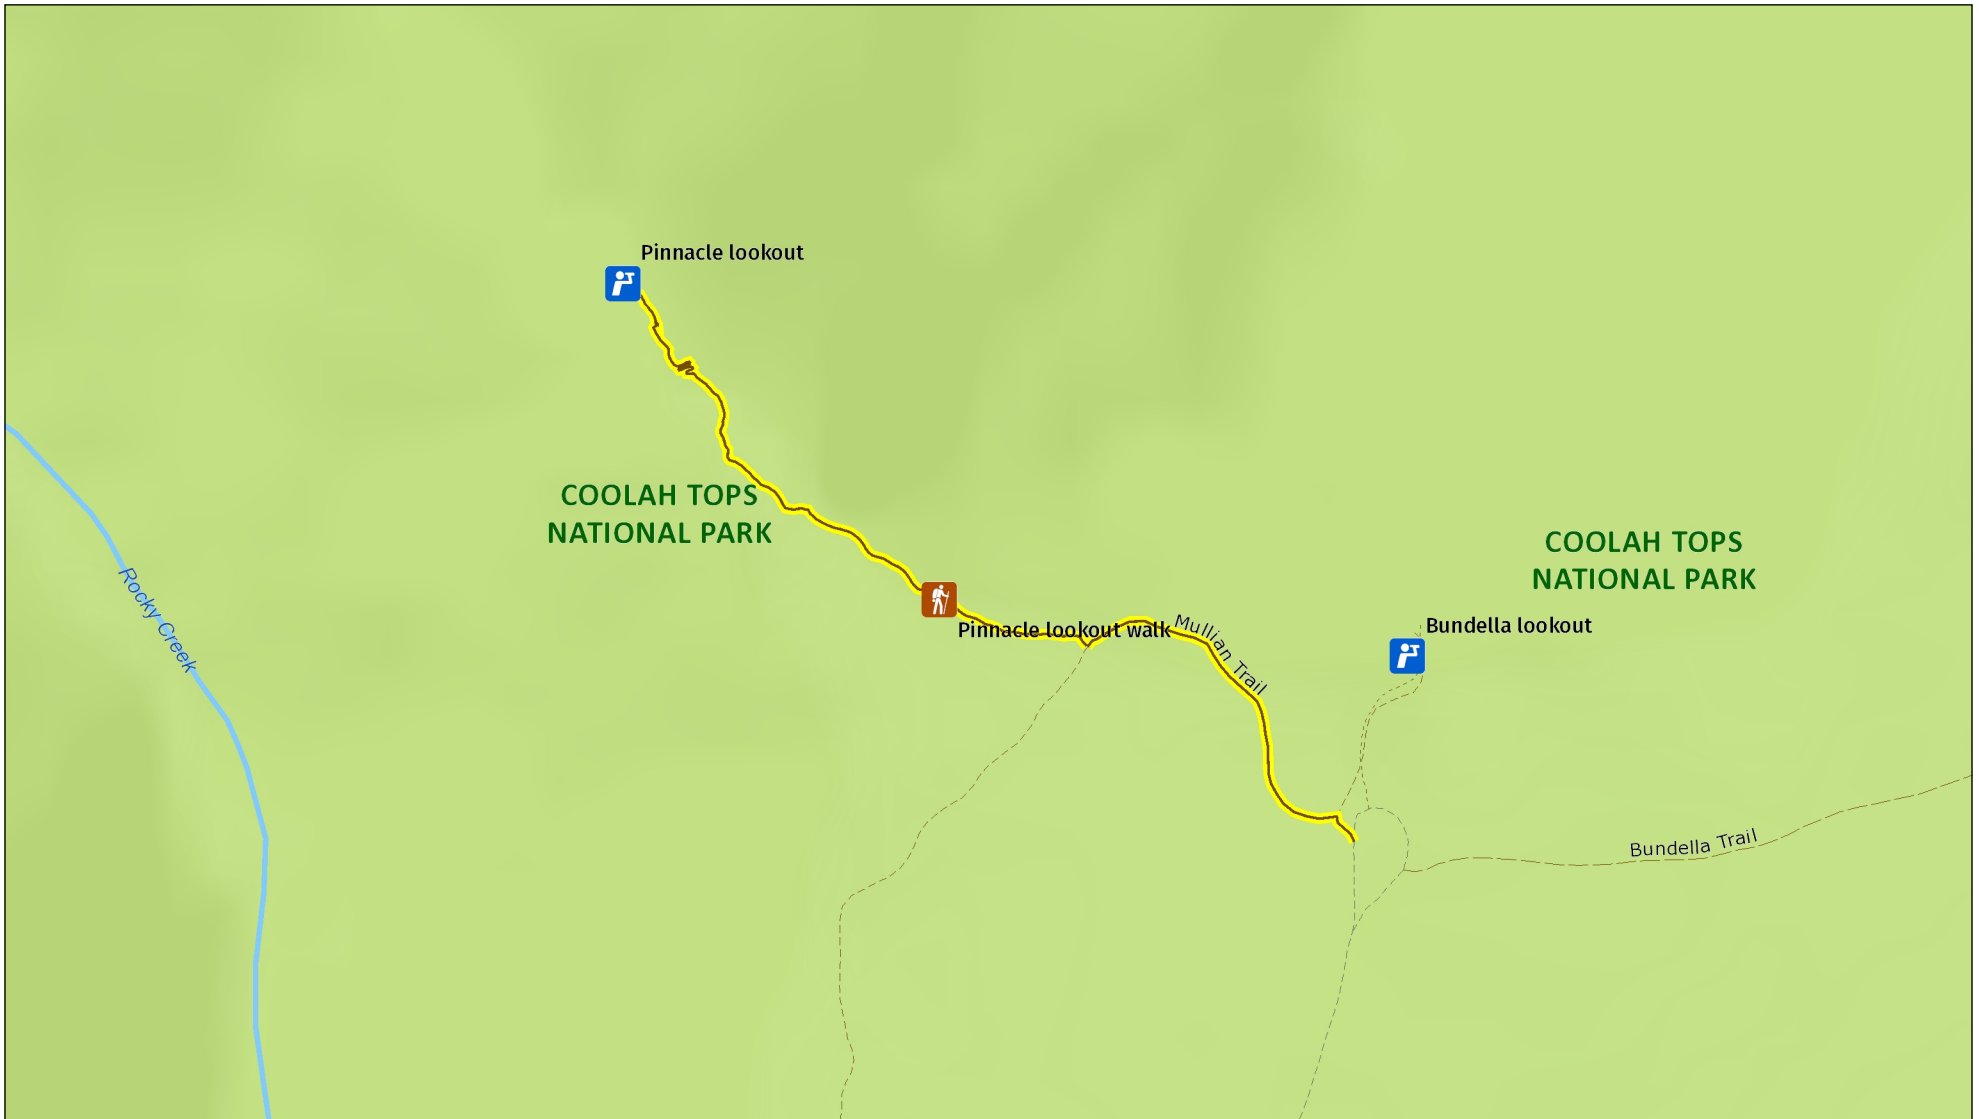 Pinnacle lookout
COOLAH TOPS
NATIONAL PARK
COOLAH TOPS
NATIONAL PARK
Rocky Creek
Pinnacle lookout walk
Mullian Trail
Bundella lookout
Bundella Trail